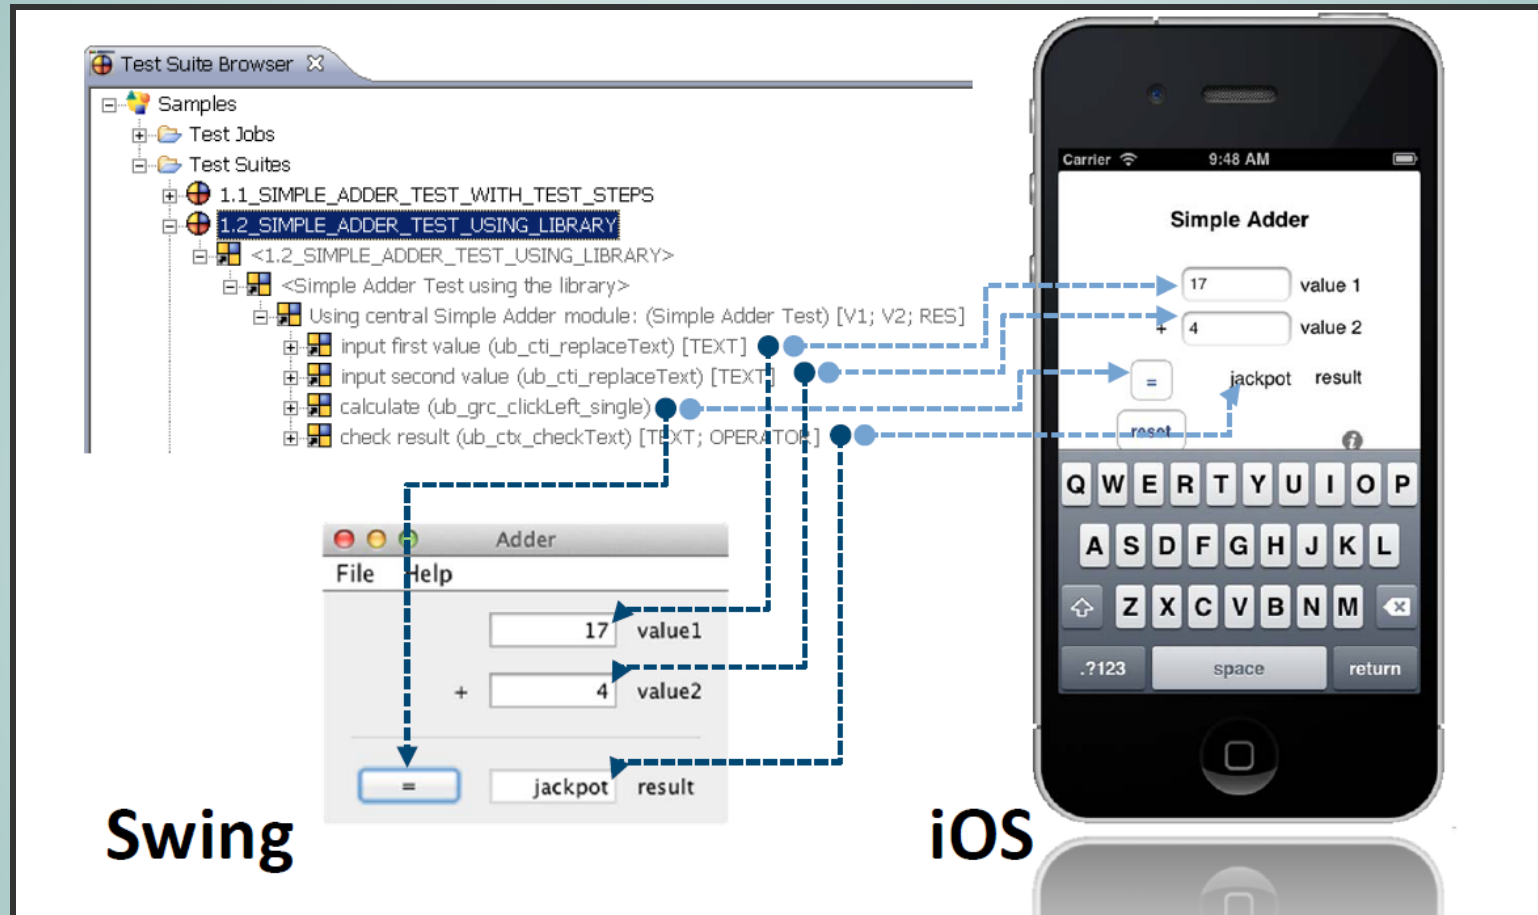 Test Suite Browser
Samples
Test Jobs
Test Suites
1.1_SIMPLE_ADDER_TEST_WITH_TEST_STEPS
1.2_SIMPLE_ADDER_TEST_USING_LIBRARY
<1.2_SIMPLE_ADDER_TEST_USING_LIBRARY>
<Simple Adder Test using the library>
Using central Simple Adder module: (Simple Adder Test) [V1; V2; RES]
input first value (ub_cti_replaceText) [TEXT]
input second value (ub_cti_replaceText) [TEXT]
calculate (ub_grc_clickLeft_single)
check result (ub_ctx_checkText) [TEXT; OPERATOR]
Adder
File Help
17 value1
+ 4 value2
= jackpot result
Swing
Carrier 9:48 AM
Simple Adder
17 value 1
+ 4 value 2
= jackpot result
reset
Q W E R T Y U I O P
A S D F G H J K L
Z X C V B N M
.?123 space return
iOS